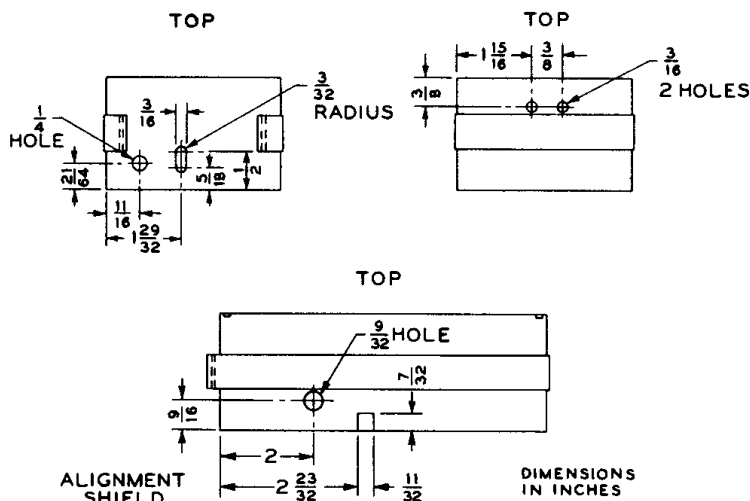 TOP
TOP
1/4 HOLE
3/16
3/32 RADIUS
21/64
11/16
1 29/32
5/18
1/2
1 15/16
3/8
3/8
3/16
2 HOLES
TOP
9/32 HOLE
7/32
9/16
2
2 23/32
11/32
ALIGNMENT
SHIELD
DIMENSIONS
IN INCHES